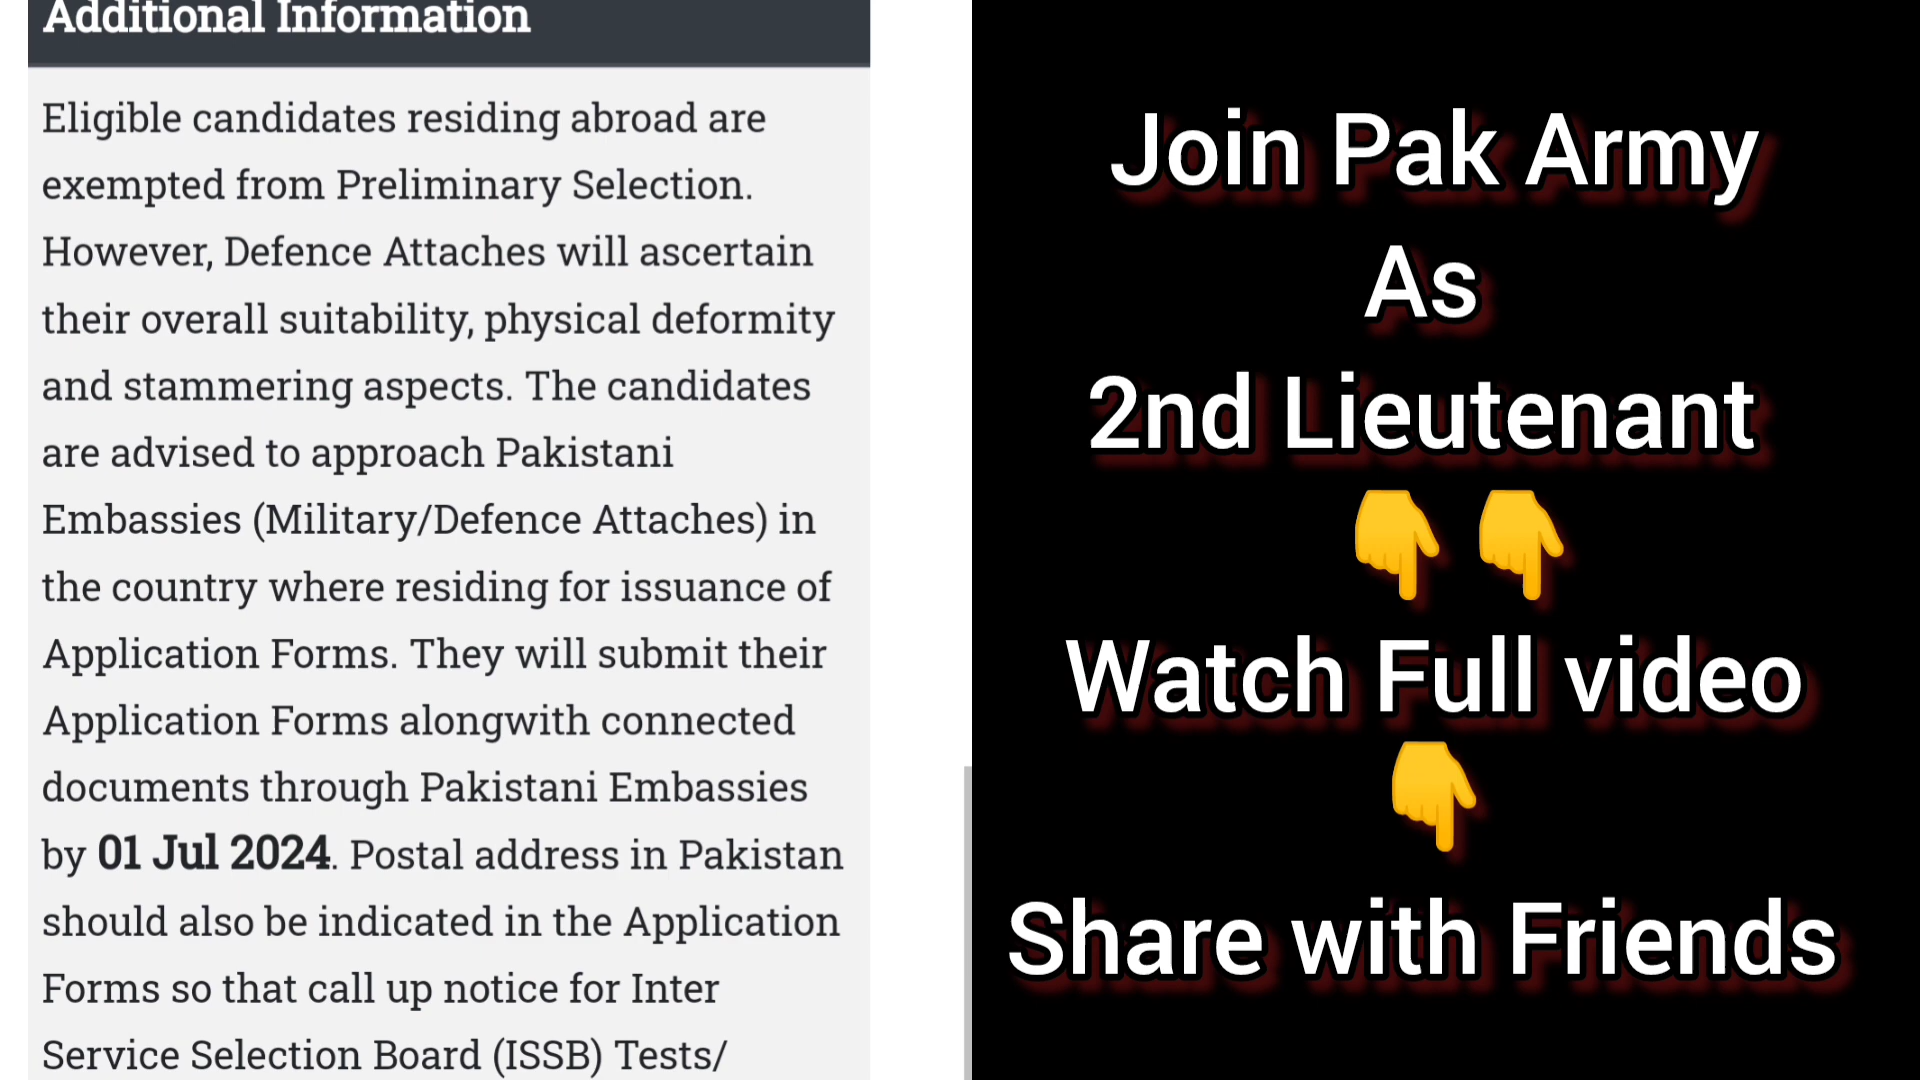 Additional Information
Eligible candidates residing abroad are
exempted from Preliminary Selection.
However, Defence Attaches will ascertain
their overall suitability, physical deformity
and stammering aspects. The candidates
are advised to approach Pakistani
Embassies (Military/Defence Attaches) in
the country where residing for issuance of
Application Forms. They will submit their
Application Forms alongwith connected
documents through Pakistani Embassies
by 01 Jul 2024. Postal address in Pakistan
should also be indicated in the Application
Forms so that call up notice for Inter
Service Selection Board (ISSB) Tests/
Join Pak Army
As
2nd Lieutenant
👇 👇
Watch Full video
👇
Share with Friends